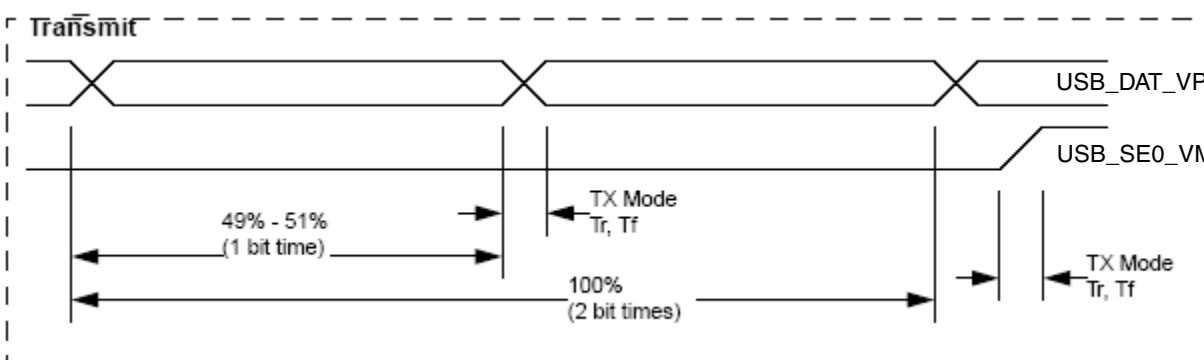 Transmit
USB_DAT_VP
USB_SE0_VM
TX Mode
Tr, Tf
49% - 51%
(1 bit time)
100%
(2 bit times)
TX Mode
Tr, Tf